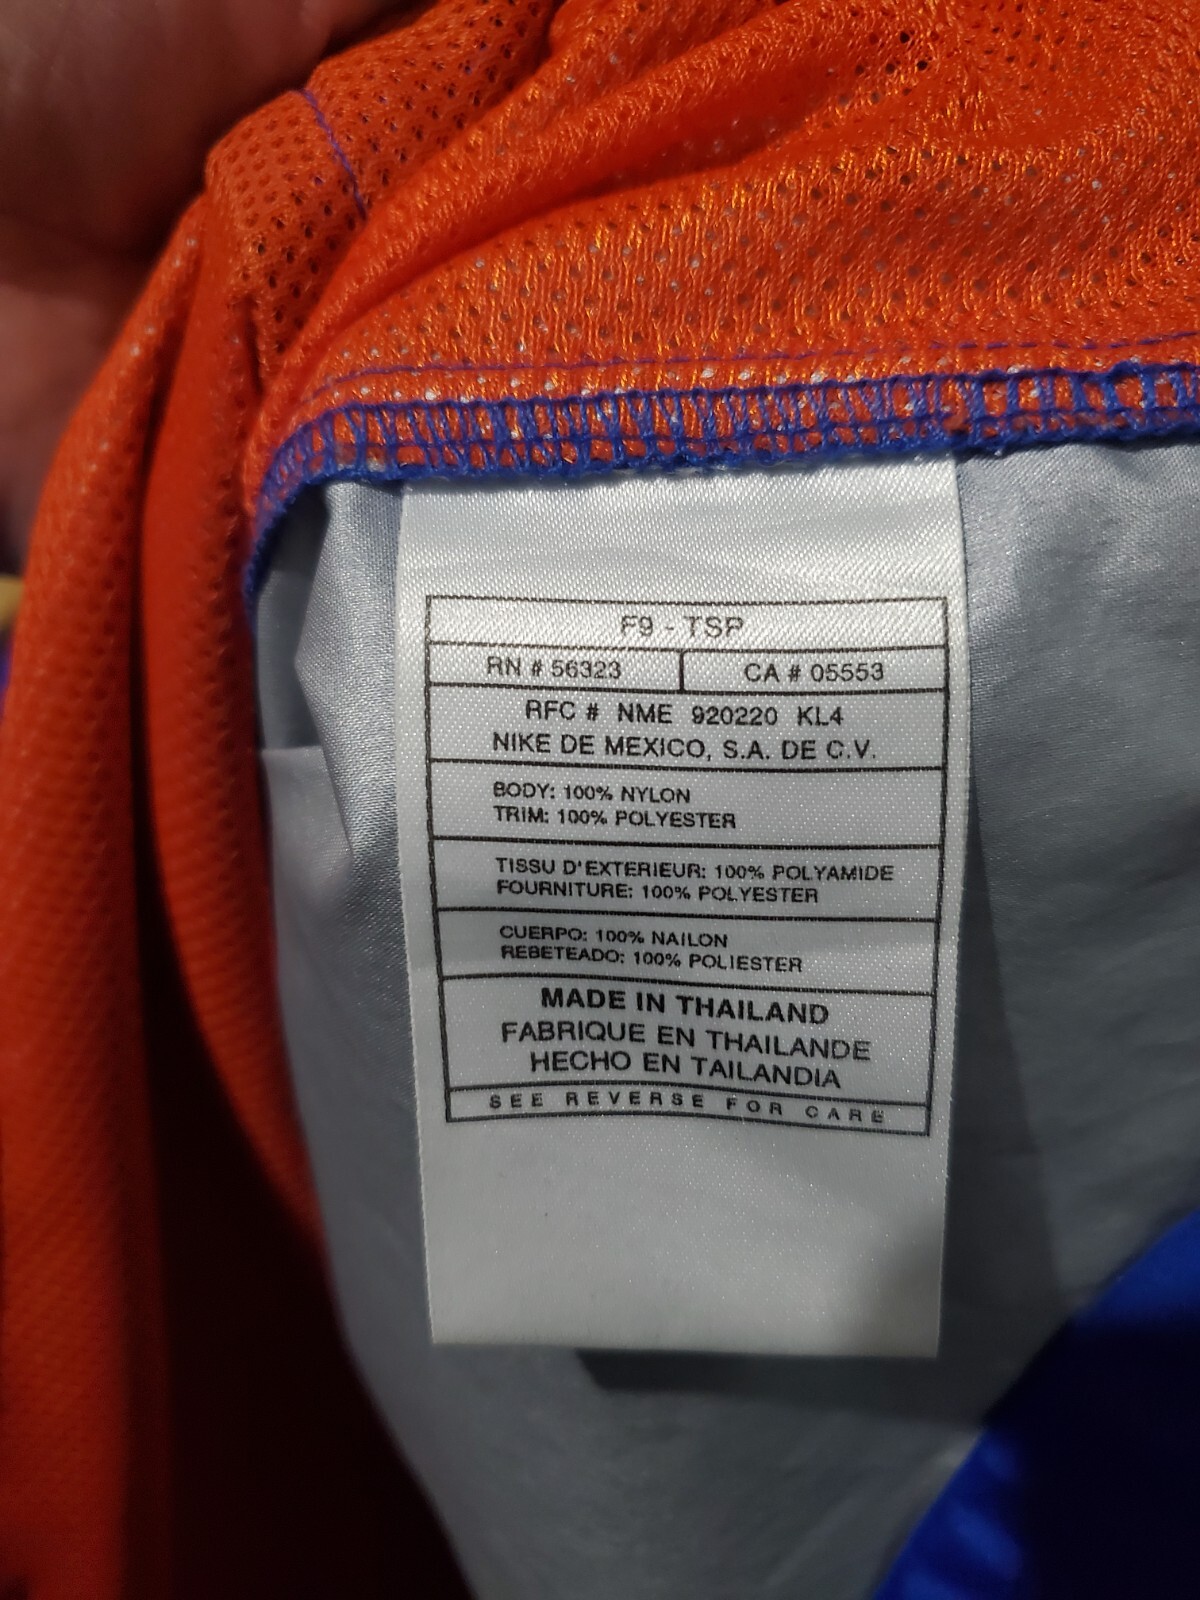 F9 - TSP
RN # 56323 CA # 05553
RFC # NME 920220 KL4
NIKE DE MEXICO, S.A. DE C.V.
BODY: 100% NYLON
TRIM: 100% POLYESTER
TISSU D'EXTERIEUR: 100% POLYAMIDE
FOURNITURE: 100% POLYESTER
CUERPO: 100% NAILON
REBETEADO: 100% POLIESTER
MADE IN THAILAND
FABRIQUE EN THAILANDE
HECHO EN TAILANDIA
SEE REVERSE FOR CARE